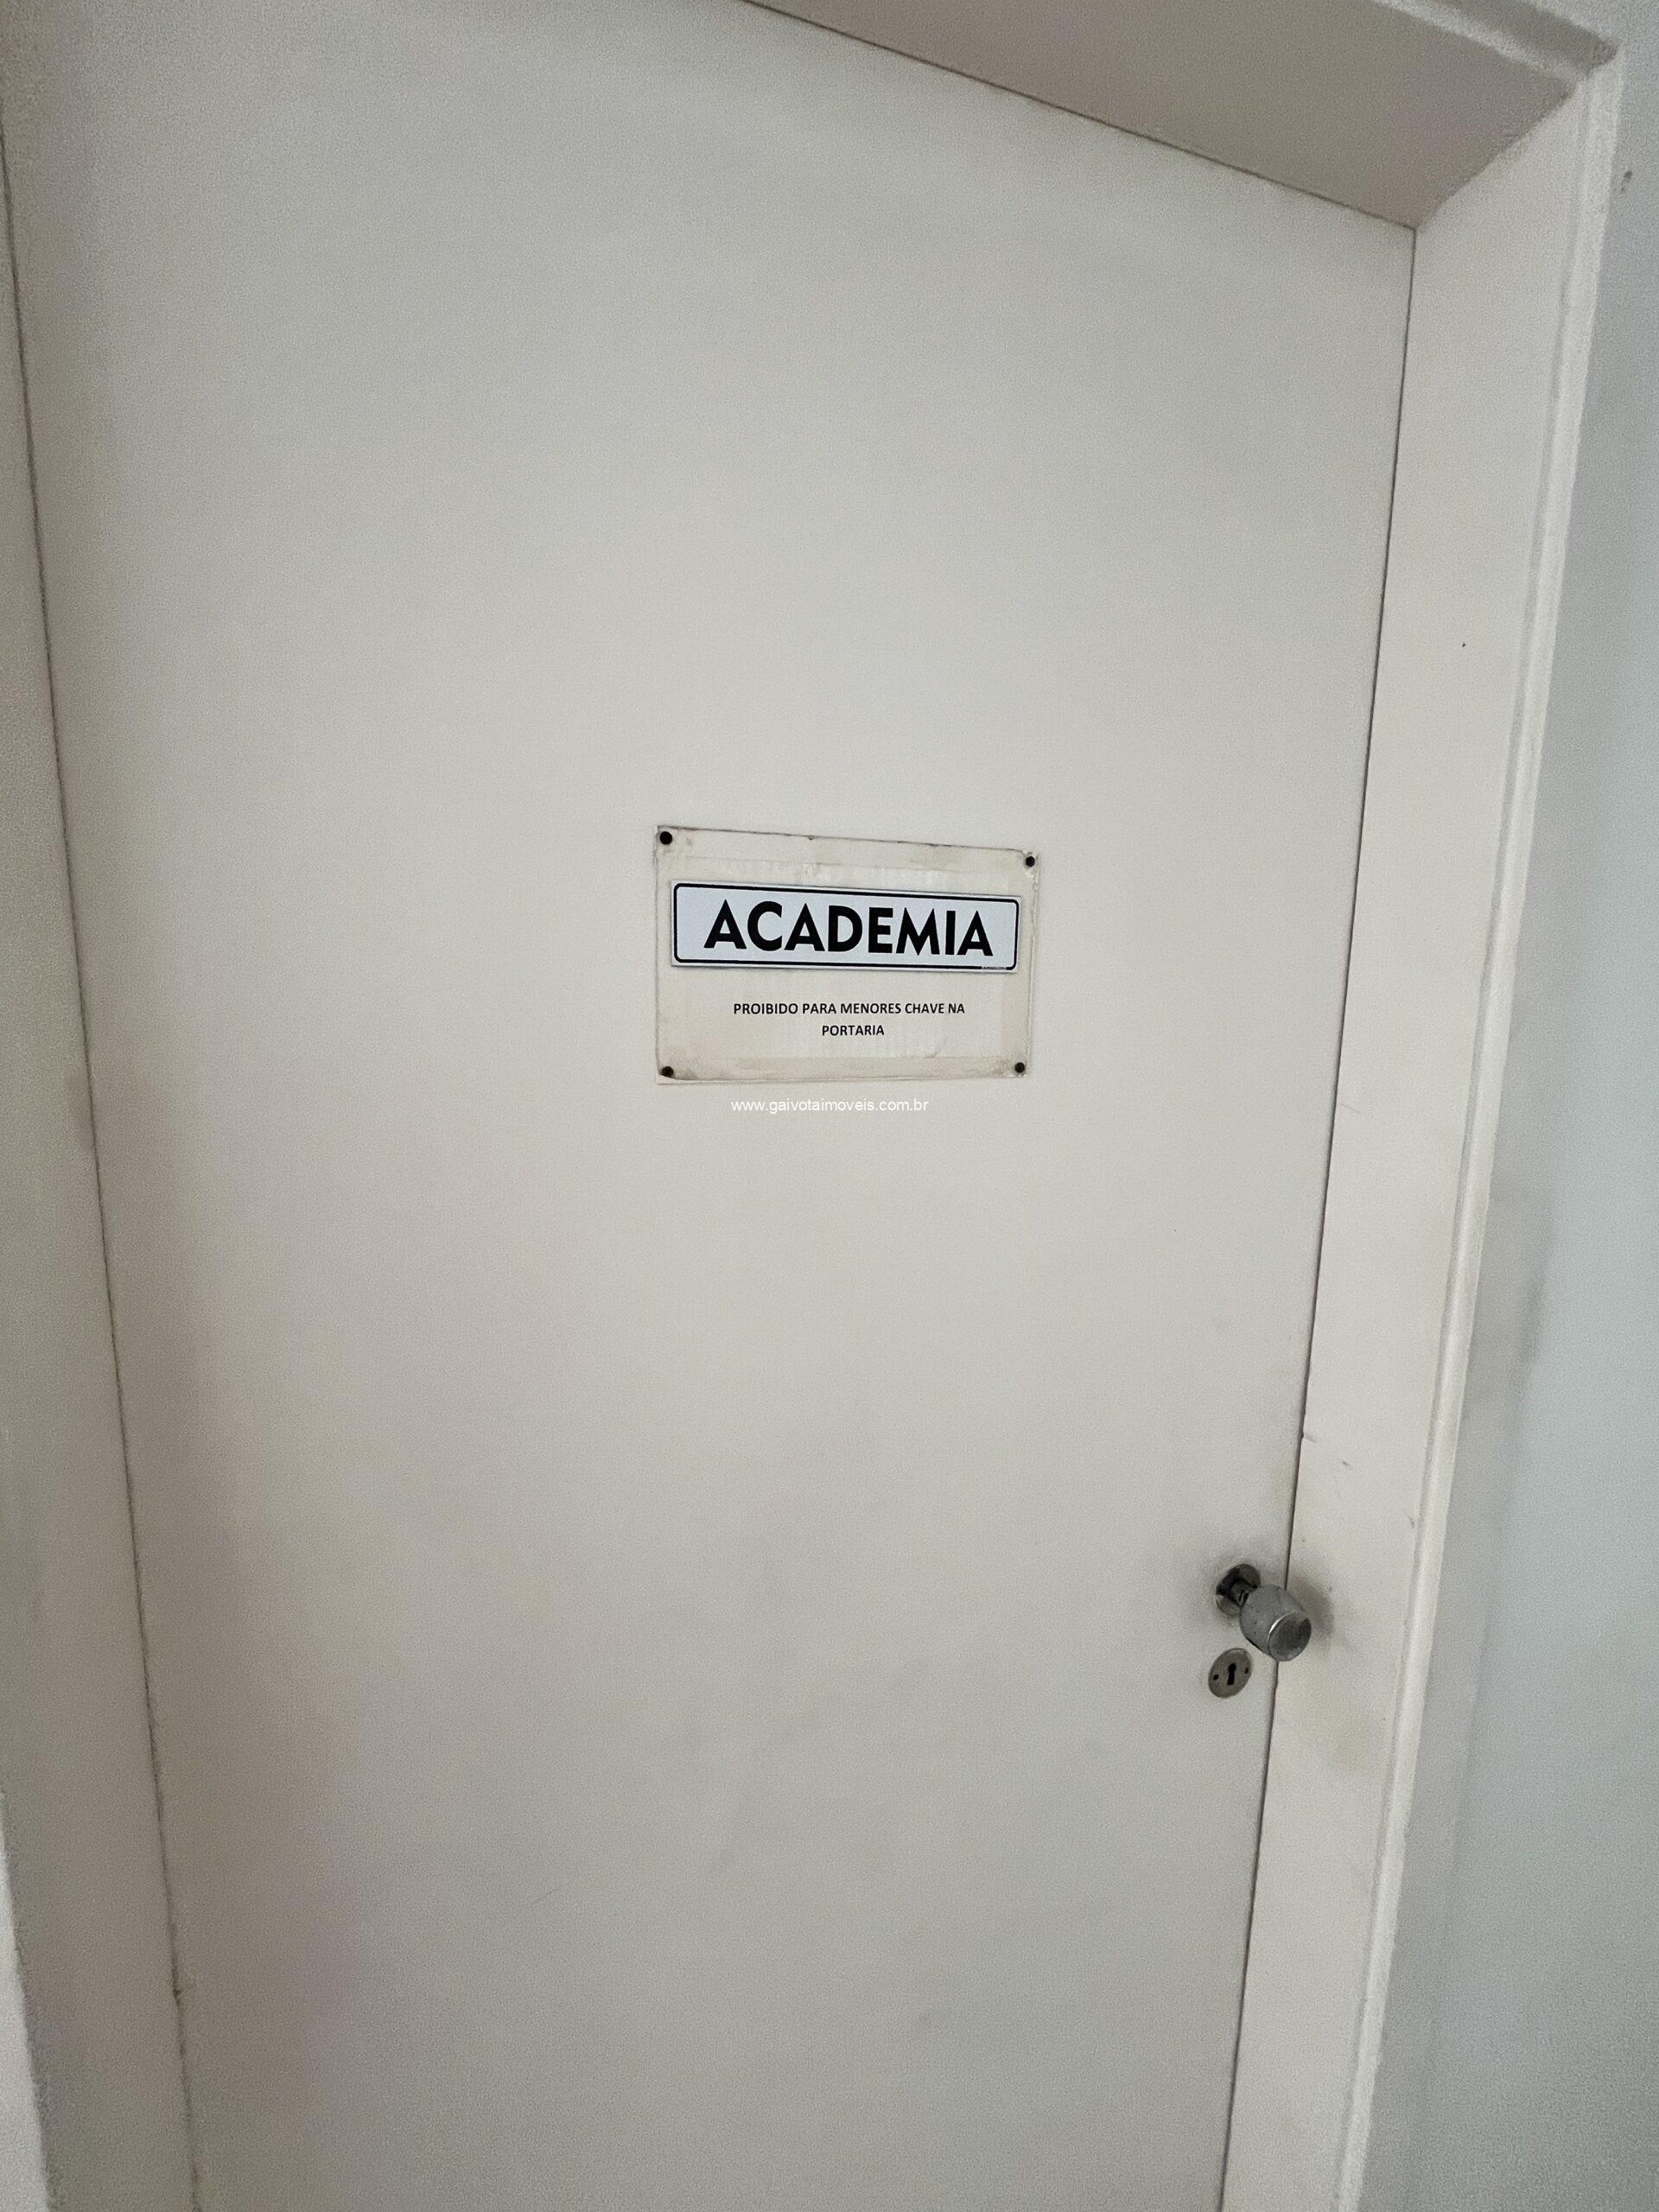 ACADEMIA
PROIBIDO PARA MENORES CHAVE NA
PORTARIA
www.gaivotaimoveis.com.br